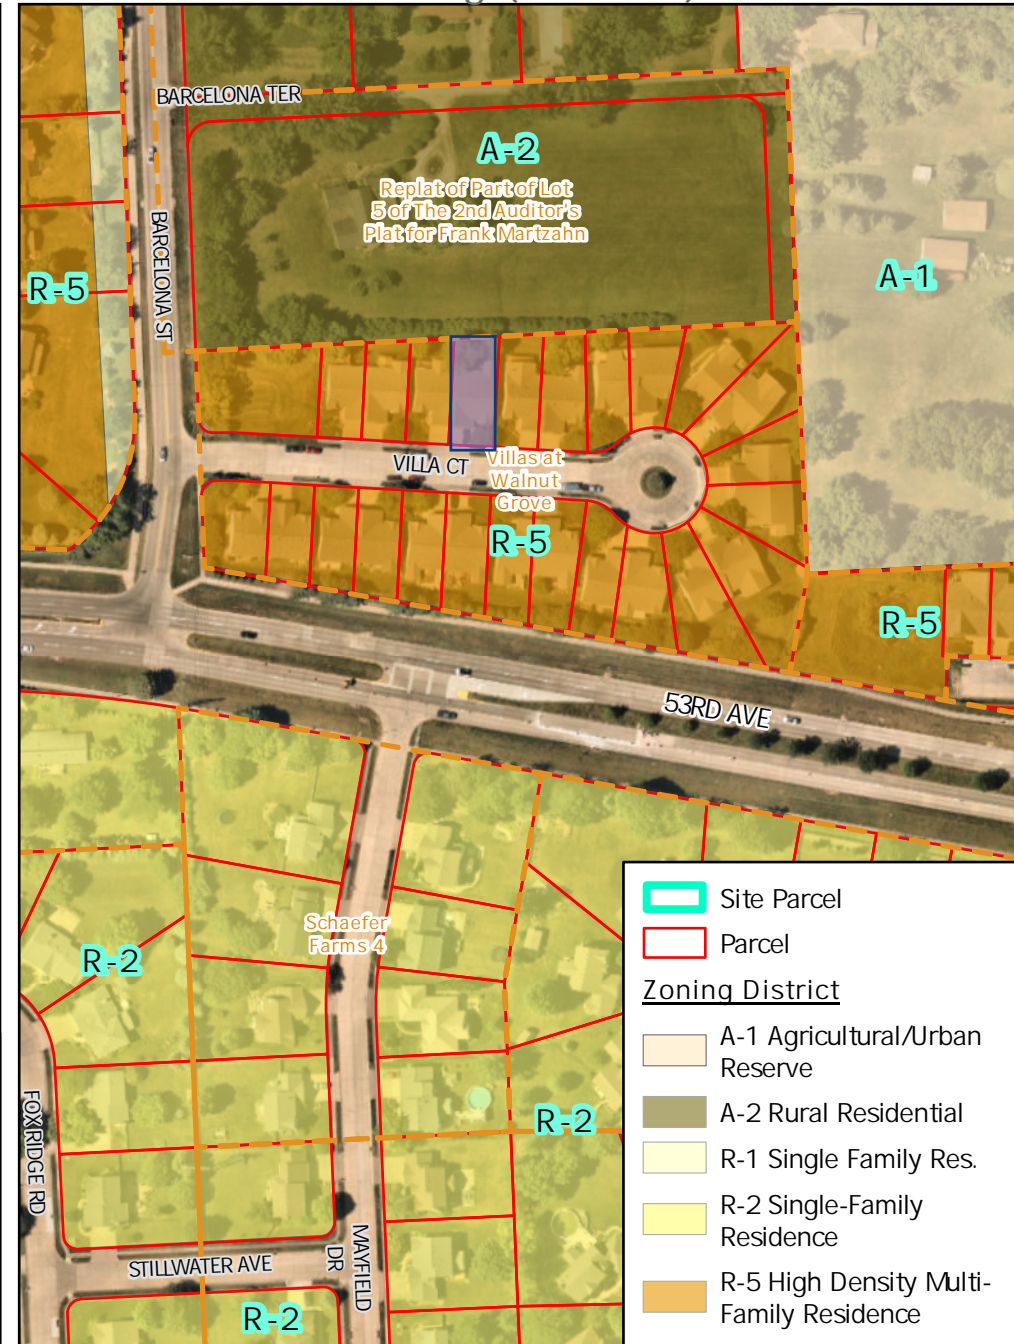 BARCELONA TER
A-2
Replat of Part of Lot
5 of The 2nd Auditor's
Plat for Frank Martzahn
BARCELONA ST
R-5
A-1
VILLA CT
Villas at
Walnut
Grove
R-5
R-5
53RD AVE
Schaefer
Farms 4
R-2
R-2
FOX RIDGE RD
STILLWATER AVE
MAYFIELD
DR
R-2
Site Parcel
Parcel
Zoning District
A-1 Agricultural/Urban
Reserve
A-2 Rural Residential
R-1 Single Family Res.
R-2 Single-Family
Residence
R-5 High Density Multi-
Family Residence